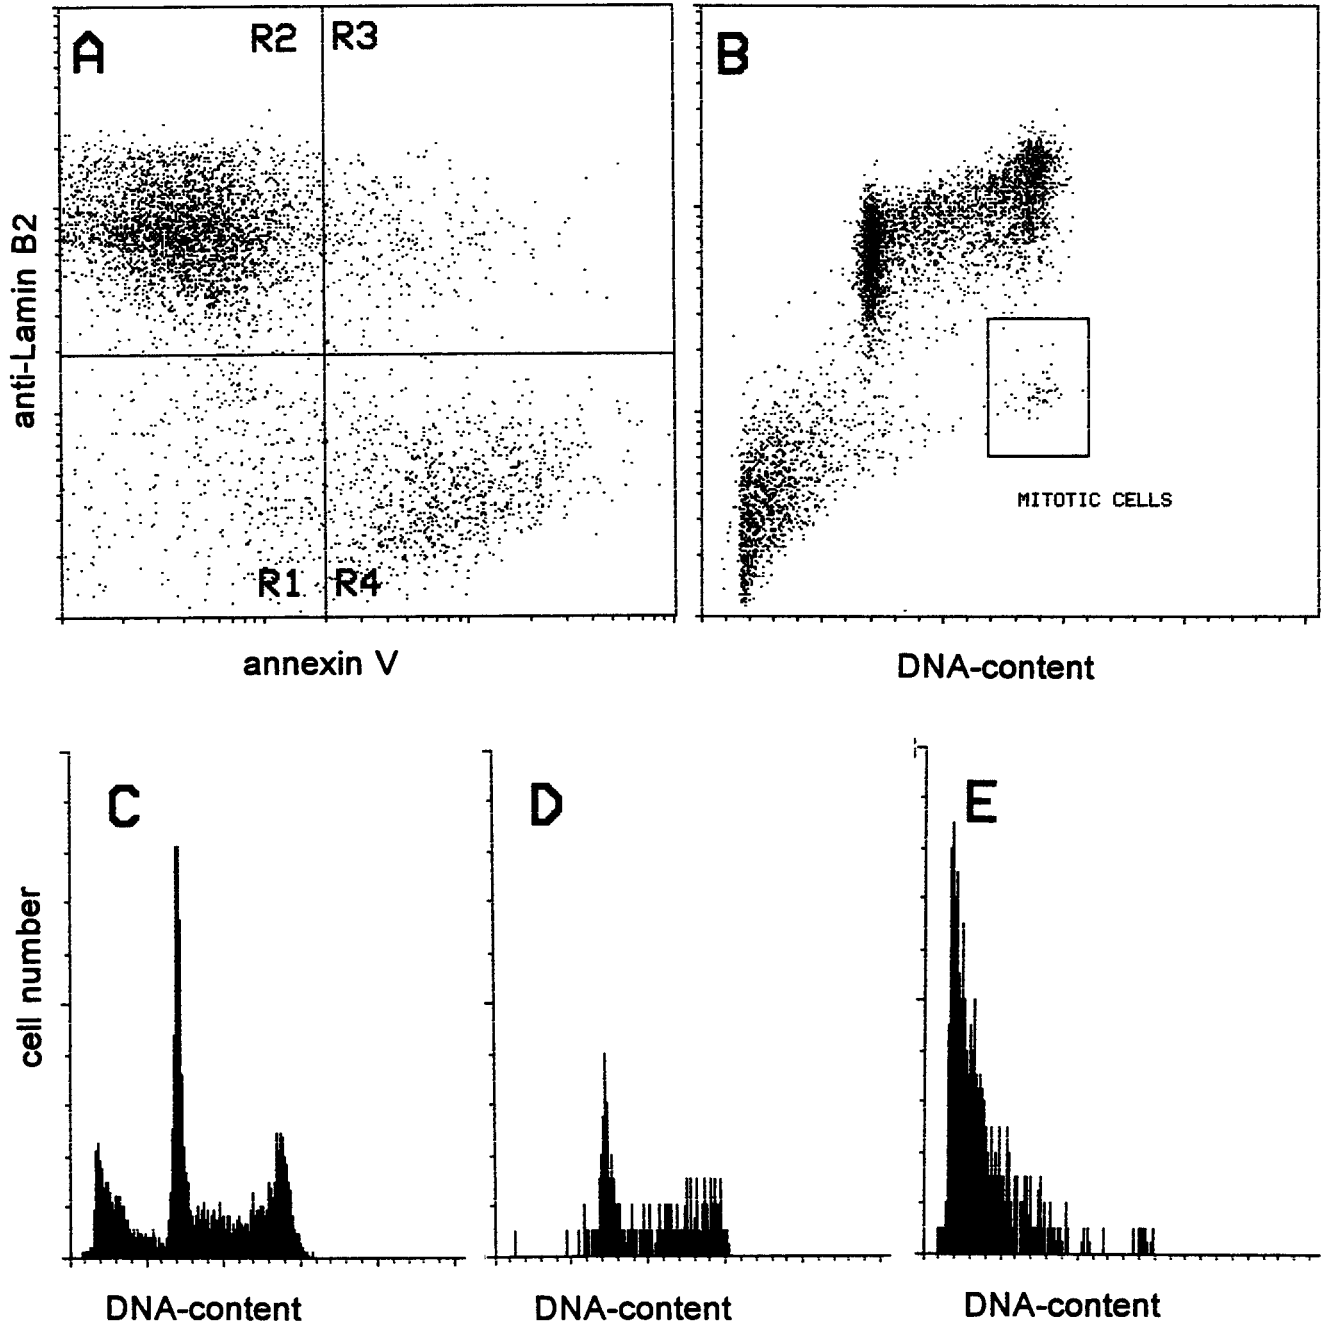 A
R2
R3
B
anti-Lamin B2
MITOTIC CELLS
R1
R4
annexin V
DNA-content
C
D
E
cell number
DNA-content
DNA-content
DNA-content